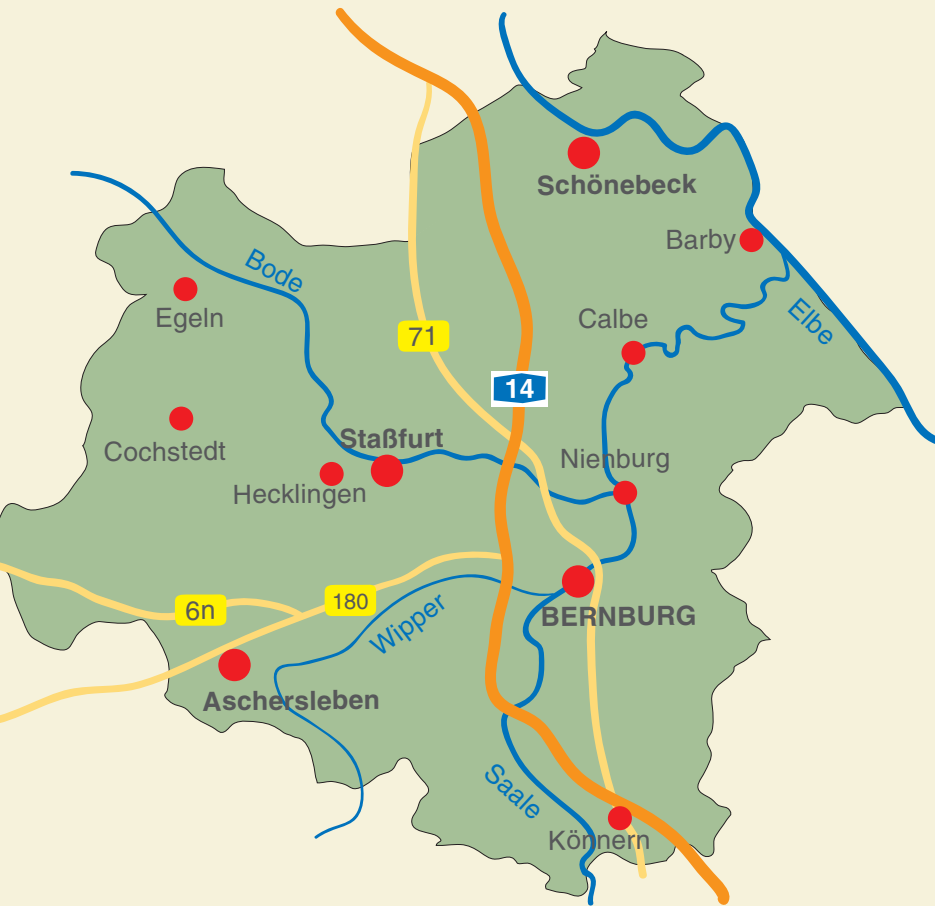 Schönebeck
Barby
Bode
Egeln
Elbe
Calbe
71
14
Staßfurt
Cochstedt
Nienburg
Hecklingen
6n
180
Wipper
BERNBURG
Aschersleben
Saale
Könnern